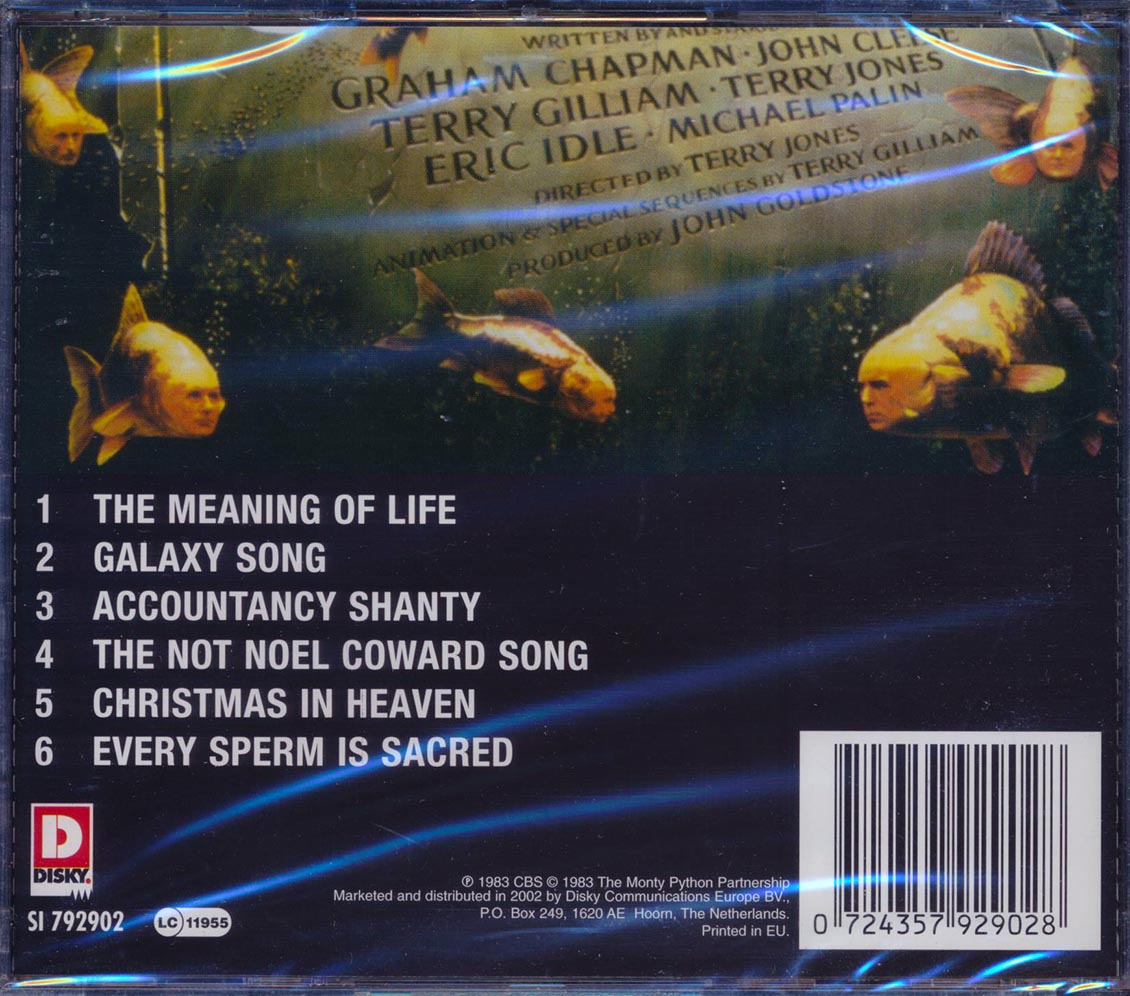 WRITTEN BY AND
GRAHAM CHAPMAN · JOHN CLEESE
TERRY GILLIAM · TERRY JONES
ERIC IDLE · MICHAEL PALIN
DIRECTED BY TERRY JONES
ANIMATION & SPECIAL SEQUENCES BY TERRY GILLIAM
PRODUCED BY JOHN GOLDSTONE
1 THE MEANING OF LIFE
2 GALAXY SONG
3 ACCOUNTANCY SHANTY
4 THE NOT NOEL COWARD SONG
5 CHRISTMAS IN HEAVEN
6 EVERY SPERM IS SACRED
D
DISKY.
SI 792902
LC 11955
℗ 1983 CBS © 1983 The Monty Python Partnership
Marketed and distributed in 2002 by Disky Communications Europe BV.,
P.O. Box 249, 1620 AE Hoorn, The Netherlands.
Printed in EU.
0 724357 929028